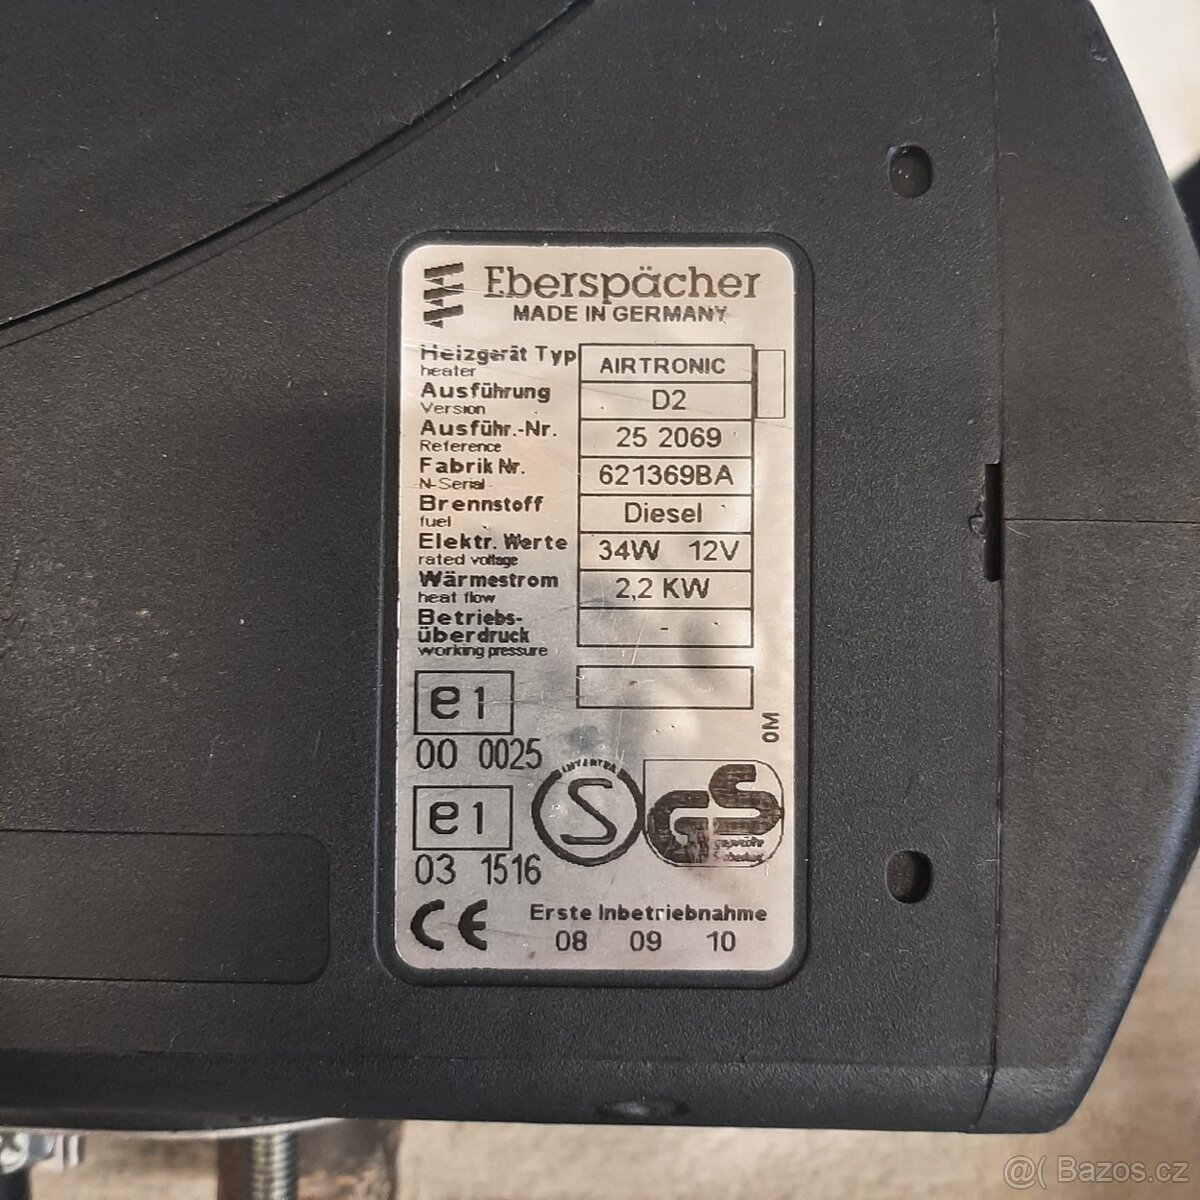 Eberspächer
MADE IN GERMANY
Heizgerät Typ AIRTRONIC
heater
Ausführung D2
Version
Ausführ.-Nr. 25 2069
Reference
Fabrik Nr. 621369BA
N-Serial
Brennstoff Diesel
fuel
Elektr. Werte 34W 12V
rated voltage
Wärmestrom 2,2 KW
heat flow
Betriebs- -
überdruck
working pressure
e1
00 0025
0M
S
GS
geprüfte
e1
03 1516
CE
Erste Inbetriebnahme
08 09 10
@( Bazos.cz